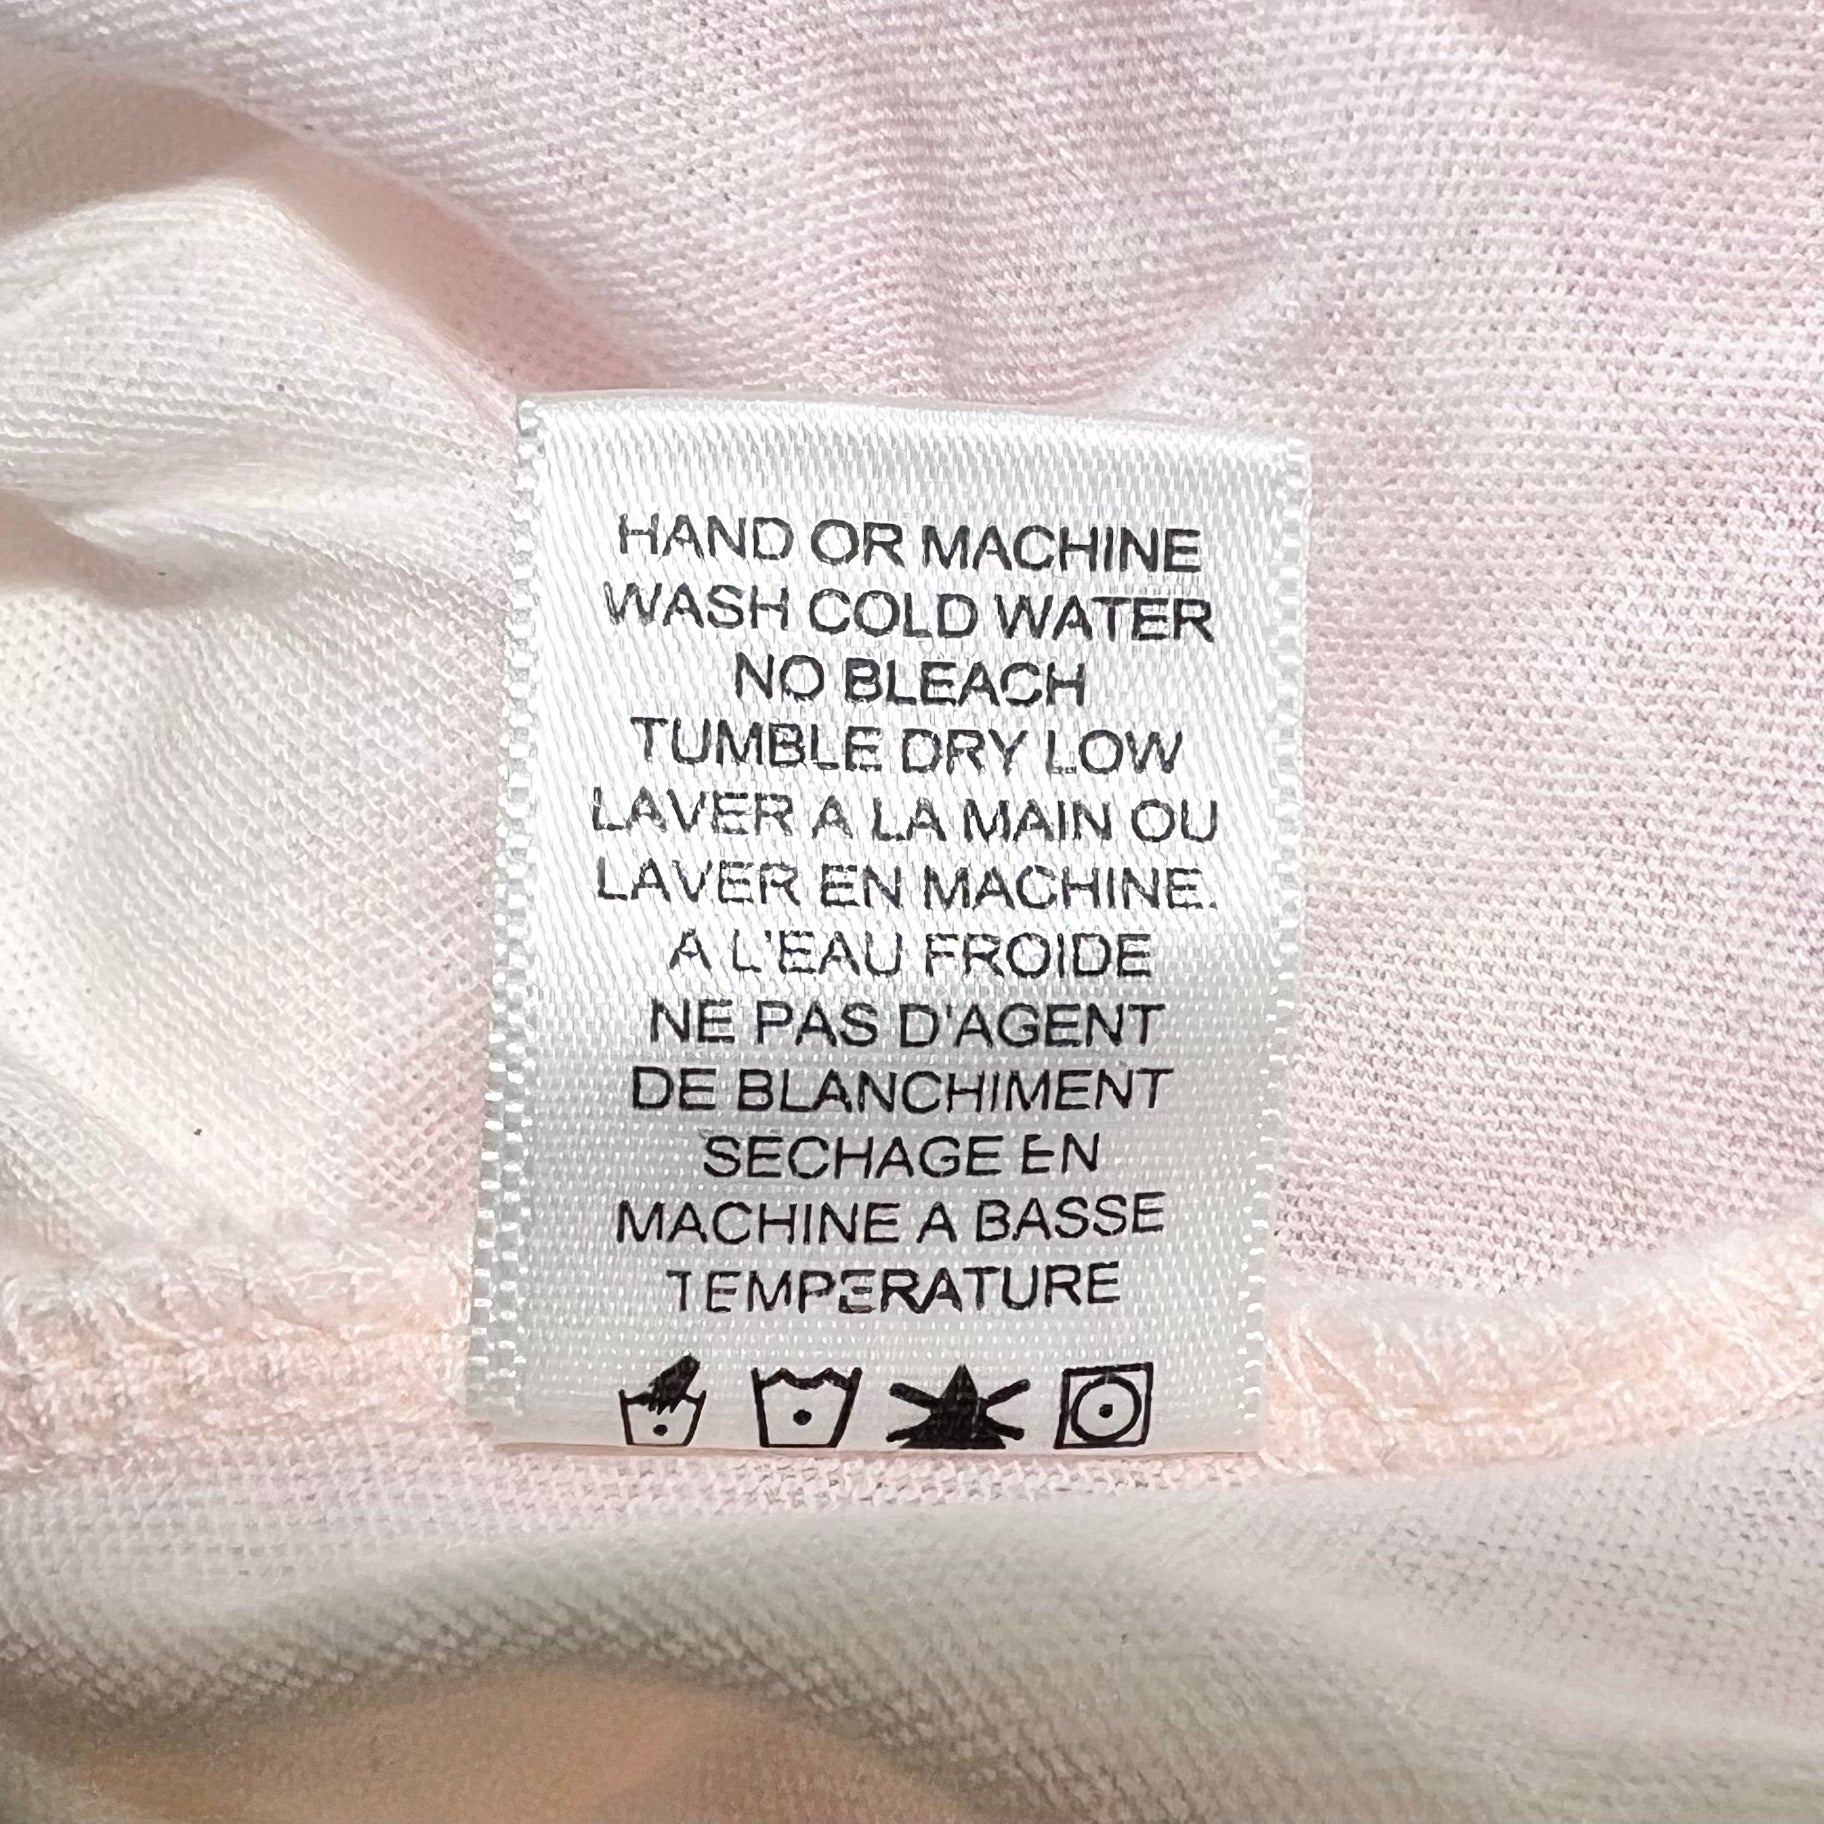 HAND OR MACHINE
WASH COLD WATER
NO BLEACH
TUMBLE DRY LOW
LAVER A LA MAIN OU
LAVER EN MACHINE.
A L'EAU FROIDE
NE PAS D'AGENT
DE BLANCHIMENT
SECHAGE EN
MACHINE A BASSE
TEMPERATURE